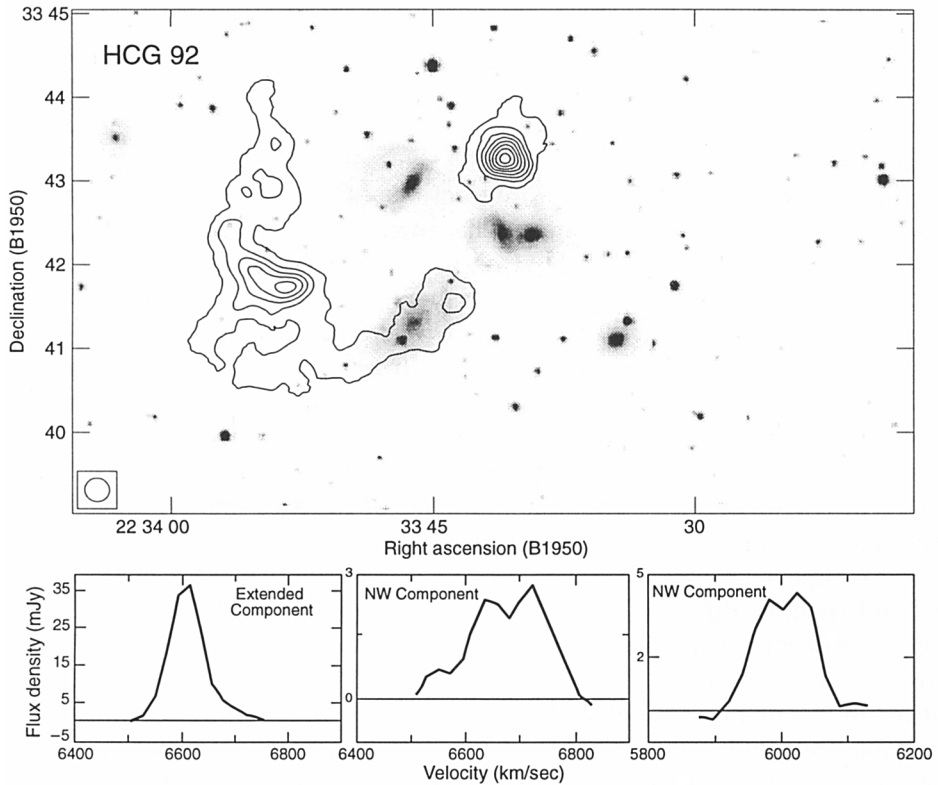 33 45
HCG 92
44
43
42
41
40
Declination (B1950)
22 34 00
33 45
30
Right ascension (B1950)
35
25
15
5
−5
Flux density (mJy)
Extended
Component
6400
6600
6800
3
0
NW Component
6600
6800
5
2
NW Component
5800
6000
6200
Velocity (km/sec)